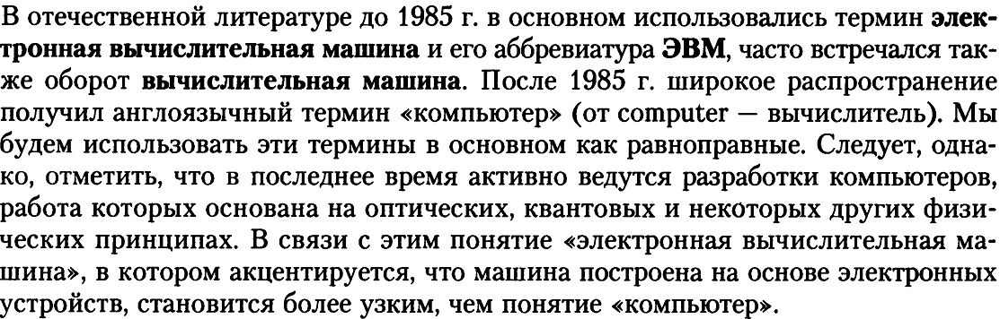 В отечественной литературе до 1985 г. в основном использовались термин элек-
тронная вычислительная машина и его аббревиатура ЭВМ, часто встречался так-
же оборот вычислительная машина. После 1985 г. широкое распространение
получил англоязычный термин «компьютер» (от computer — вычислитель). Мы
будем использовать эти термины в основном как равноправные. Следует, одна-
ко, отметить, что в последнее время активно ведутся разработки компьютеров,
работа которых основана на оптических, квантовых и некоторых других физи-
ческих принципах. В связи с этим понятие «электронная вычислительная ма-
шина», в котором акцентируется, что машина построена на основе электронных
устройств, становится более узким, чем понятие «компьютер».